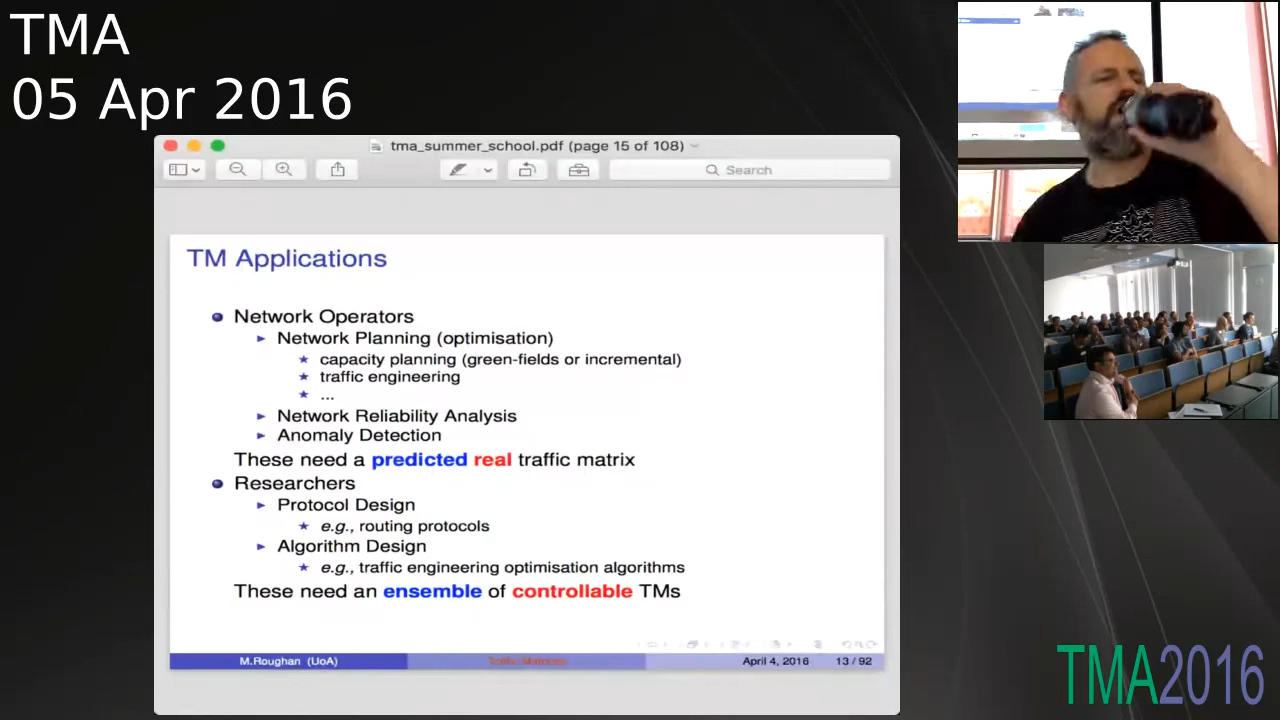 TMA
05 Apr 2016
tma_summer_school.pdf (page 15 of 108)
Search
TM Applications
Network Operators
Network Planning (optimisation)
capacity planning (green-fields or incremental)
traffic engineering
...
Network Reliability Analysis
Anomaly Detection
These need a predicted real traffic matrix
Researchers
Protocol Design
e.g., routing protocols
Algorithm Design
e.g., traffic engineering optimisation algorithms
These need an ensemble of controllable TMs
M.Roughan (UoA)
Traffic Matrices
April 4, 2016
13 / 92
TMA2016